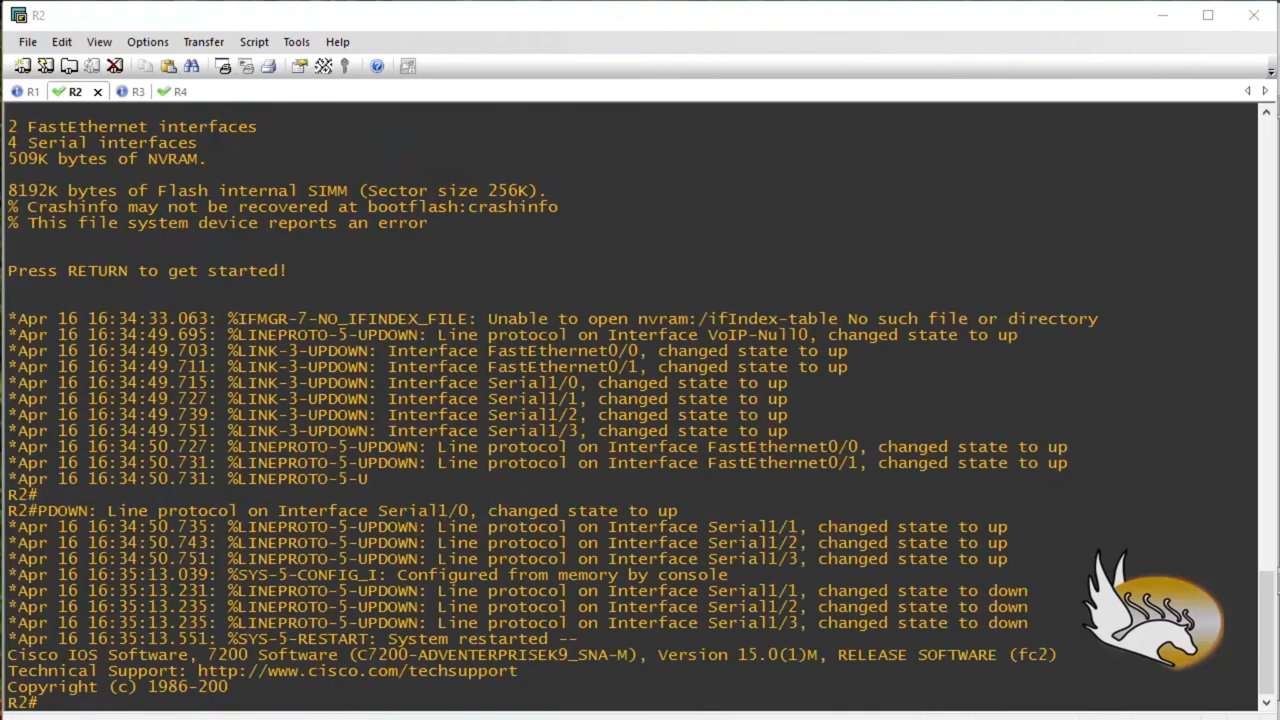 R2
File Edit View Options Transfer Script Tools Help
R1 R2 R3 R4
2 FastEthernet interfaces
4 Serial interfaces
509K bytes of NVRAM.
8192K bytes of Flash internal SIMM (Sector size 256K).
% Crashinfo may not be recovered at bootflash:crashinfo
% This file system device reports an error
Press RETURN to get started!
*Apr 16 16:34:33.063: %IFMGR-7-NO_IFINDEX_FILE: Unable to open nvram:/ifIndex-table No such file or directory
*Apr 16 16:34:49.695: %LINEPROTO-5-UPDOWN: Line protocol on Interface VoIP-Null0, changed state to up
*Apr 16 16:34:49.703: %LINK-3-UPDOWN: Interface FastEthernet0/0, changed state to up
*Apr 16 16:34:49.711: %LINK-3-UPDOWN: Interface FastEthernet0/1, changed state to up
*Apr 16 16:34:49.715: %LINK-3-UPDOWN: Interface Serial1/0, changed state to up
*Apr 16 16:34:49.727: %LINK-3-UPDOWN: Interface Serial1/1, changed state to up
*Apr 16 16:34:49.739: %LINK-3-UPDOWN: Interface Serial1/2, changed state to up
*Apr 16 16:34:49.751: %LINK-3-UPDOWN: Interface Serial1/3, changed state to up
*Apr 16 16:34:50.727: %LINEPROTO-5-UPDOWN: Line protocol on Interface FastEthernet0/0, changed state to up
*Apr 16 16:34:50.731: %LINEPROTO-5-UPDOWN: Line protocol on Interface FastEthernet0/1, changed state to up
*Apr 16 16:34:50.731: %LINEPROTO-5-U
R2#
R2#PDOWN: Line protocol on Interface Serial1/0, changed state to up
*Apr 16 16:34:50.735: %LINEPROTO-5-UPDOWN: Line protocol on Interface Serial1/1, changed state to up
*Apr 16 16:34:50.743: %LINEPROTO-5-UPDOWN: Line protocol on Interface Serial1/2, changed state to up
*Apr 16 16:34:50.751: %LINEPROTO-5-UPDOWN: Line protocol on Interface Serial1/3, changed state to up
*Apr 16 16:35:13.039: %SYS-5-CONFIG_I: Configured from memory by console
*Apr 16 16:35:13.231: %LINEPROTO-5-UPDOWN: Line protocol on Interface Serial1/1, changed state to down
*Apr 16 16:35:13.235: %LINEPROTO-5-UPDOWN: Line protocol on Interface Serial1/2, changed state to down
*Apr 16 16:35:13.235: %LINEPROTO-5-UPDOWN: Line protocol on Interface Serial1/3, changed state to down
*Apr 16 16:35:13.551: %SYS-5-RESTART: System restarted --
Cisco IOS Software, 7200 Software (C7200-ADVENTERPRISEK9_SNA-M), Version 15.0(1)M, RELEASE SOFTWARE (fc2)
Technical Support: http://www.cisco.com/techsupport
Copyright (c) 1986-200
R2#